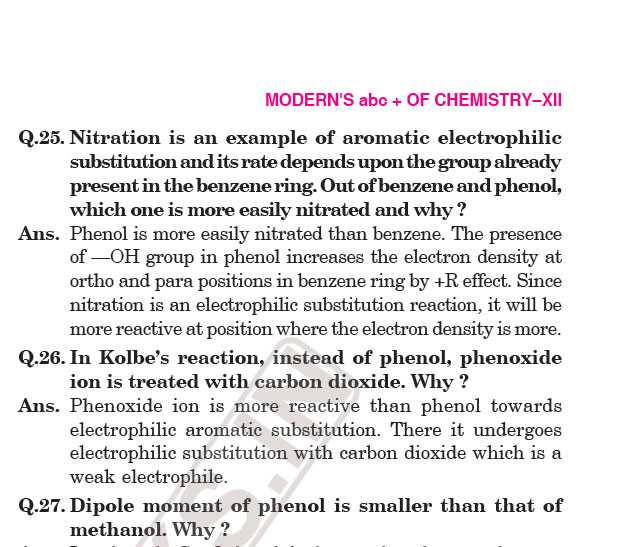 MODERN'S abc + OF CHEMISTRY–XII
Q.25. Nitration is an example of aromatic electrophilic
substitution and its rate depends upon the group already
present in the benzene ring. Out of benzene and phenol,
which one is more easily nitrated and why ?
Ans. Phenol is more easily nitrated than benzene. The presence
of —OH group in phenol increases the electron density at
ortho and para positions in benzene ring by +R effect. Since
nitration is an electrophilic substitution reaction, it will be
more reactive at position where the electron density is more.
Q.26. In Kolbe's reaction, instead of phenol, phenoxide
ion is treated with carbon dioxide. Why ?
Ans. Phenoxide ion is more reactive than phenol towards
electrophilic aromatic substitution. There it undergoes
electrophilic substitution with carbon dioxide which is a
weak electrophile.
Q.27. Dipole moment of phenol is smaller than that of
methanol. Why ?
S.IN